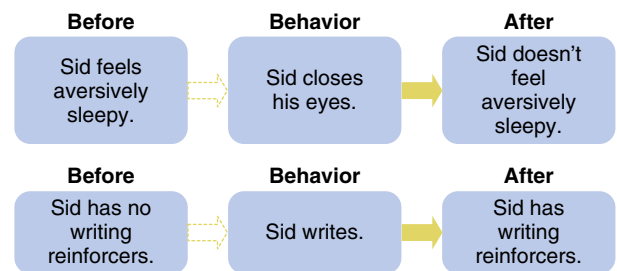 Before Behavior After
Sid feels
aversively
sleepy.
Sid closes
his eyes.
Sid doesn’t
feel
aversively
sleepy.
Before Behavior After
Sid has no
writing
reinforcers.
Sid writes.
Sid has
writing
reinforcers.